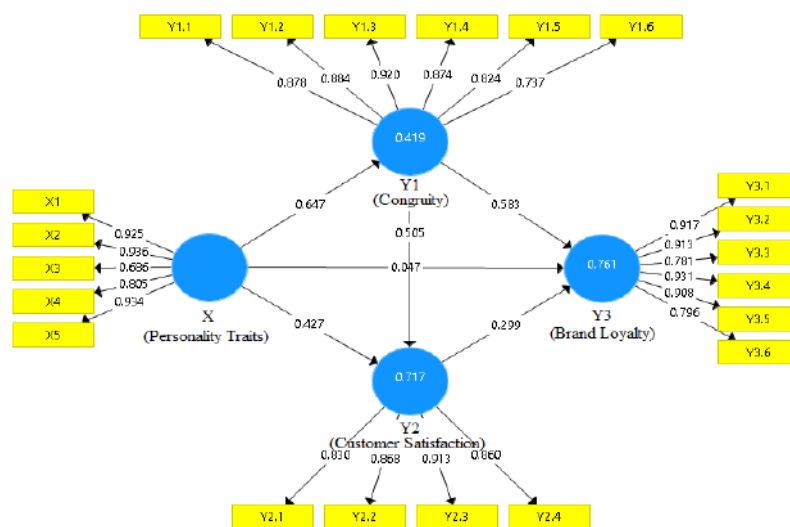 Y1.1 Y1.2 Y1.3 Y1.4 Y1.5 Y1.6
0.878 0.884 0.920 0.874 0.824 0.737
0.419
Y1
(Congruity)
X1
X2
X3
X4
X5
0.925
0.936
0.686
0.805
0.934
0.647
0.583
0.505
0.047
X
(Personality Traits)
0.427
0.299
0.761
Y3
(Brand Loyalty)
Y3.1
Y3.2
Y3.3
Y3.4
Y3.5
Y3.6
0.917
0.913
0.781
0.931
0.908
0.796
0.717
Y2
(Customer Satisfaction)
0.830 0.868 0.913 0.860
Y2.1 Y2.2 Y2.3 Y2.4